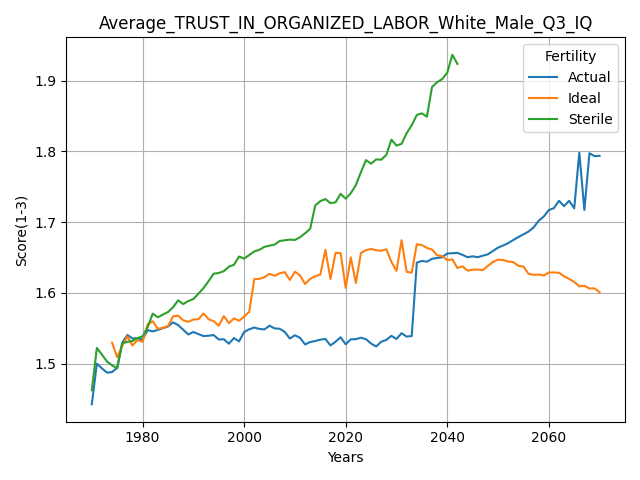 Average_TRUST_IN_ORGANIZED_LABOR_White_Male_Q3_IQ
Fertility
Actual
Ideal
Sterile
Score(1-3)
1.9
1.8
1.7
1.6
1.5
1980
2000
2020
2040
2060
Years